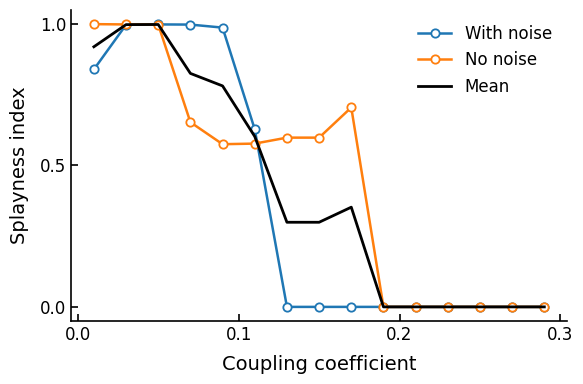 1.0
0.5
0.0
Splayness index
0.0
0.1
0.2
0.3
Coupling coefficient
With noise
No noise
Mean